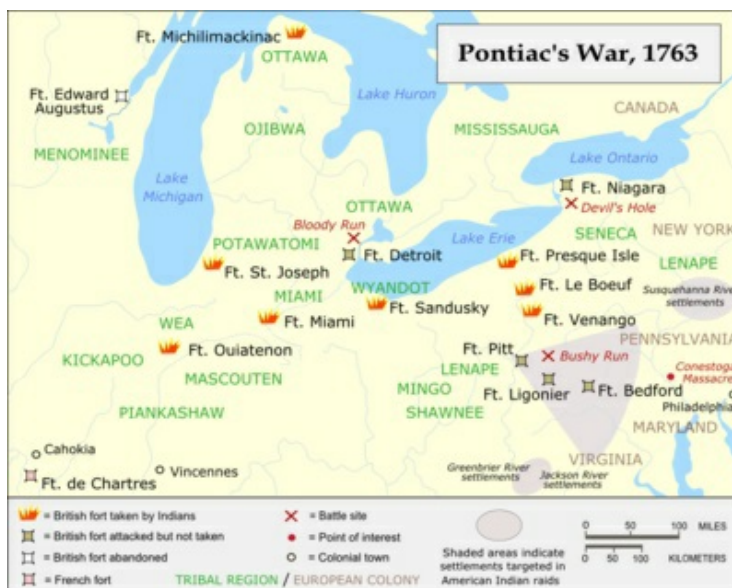 Pontiac's War, 1763
Ft. Michilimackinac
OTTAWA
Ft. Edward
Augustus
Lake Huron
CANADA
OJIBWA
MISSISSAUGA
MENOMINEE
Lake Ontario
Lake
Michigan
Ft. Niagara
OTTAWA
Devil's Hole
Bloody Run
SENECA
NEW YORK
POTAWATOMI
Lake Erie
Ft. Detroit
Ft. Presque Isle
LENAPE
Ft. St. Joseph
WYANDOT
Ft. Le Boeuf
Susquehanna River
settlements
MIAMI
Ft. Sandusky
Ft. Venango
WEA
Ft. Miami
PENNSYLVANIA
Ft. Pitt
Bushy Run
KICKAPOO
Ft. Ouiatenon
LENAPE
Conestoga
Massacre
MASCOUTEN
MINGO
Ft. Ligonier
Ft. Bedford
Philadelphia
PIANKASHAW
SHAWNEE
MARYLAND
Cahokia
VIRGINIA
Vincennes
Greenbrier River
settlements
Jackson River
settlements
Ft. de Chartres
= British fort taken by Indians
= British fort attacked but not taken
= British fort abandoned
= French fort
= Battle site
= Point of interest
= Colonial town
TRIBAL REGION / EUROPEAN COLONY
Shaded areas indicate
settlements targeted in
American Indian raids
0 50 100 MILES
0 50 100 KILOMETERS